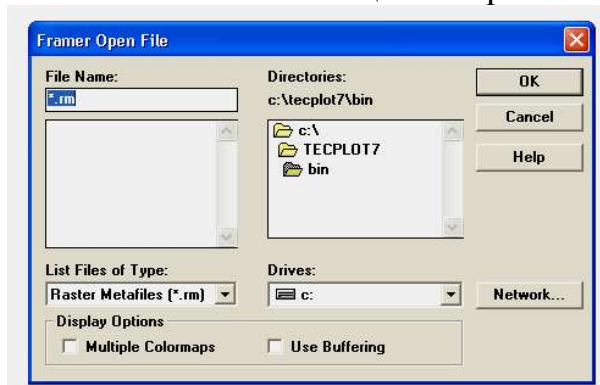 Framer Open File
File Name:
*.rm
Directories:
c:\tecplot7\bin
c:\
TECPLOT7
bin
OK
Cancel
Help
List Files of Type:
Raster Metafiles (*.rm)
Drives:
c:
Network...
Display Options
Multiple Colormaps
Use Buffering